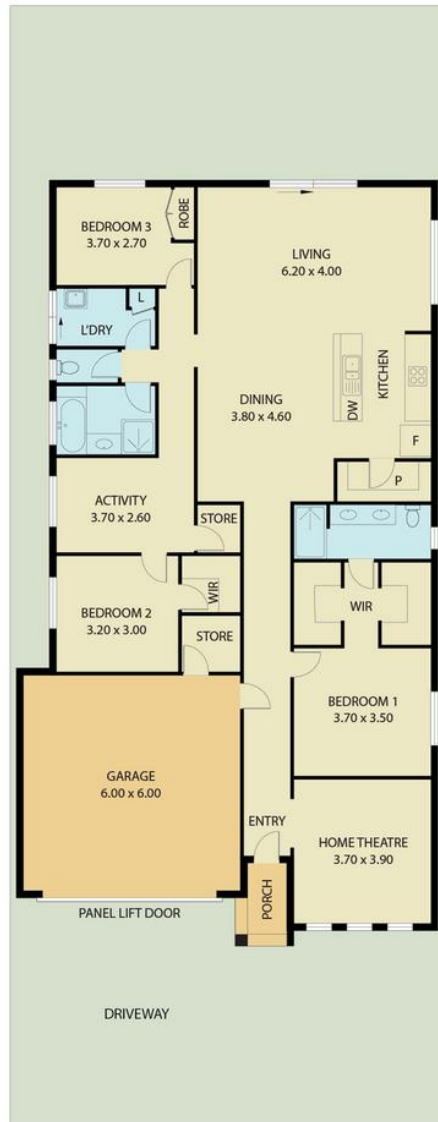 BEDROOM 3
3.70 x 2.70
ROBE
LIVING
6.20 x 4.00
L
L'DRY
KITCHEN
DW
DINING
3.80 x 4.60
F
P
ACTIVITY
3.70 x 2.60
STORE
WIR
BEDROOM 2
3.20 x 3.00
WIR
STORE
BEDROOM 1
3.70 x 3.50
GARAGE
6.00 x 6.00
ENTRY
HOME THEATRE
3.70 x 3.90
PORCH
PANEL LIFT DOOR
DRIVEWAY